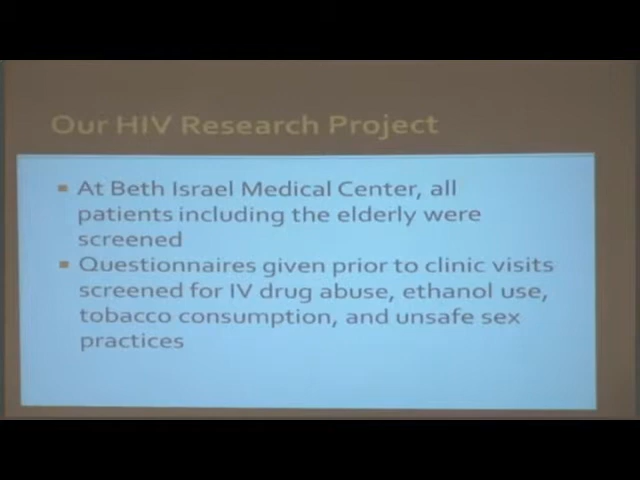 Our HIV Research Project
▪ At Beth Israel Medical Center, all
patients including the elderly were
screened
▪ Questionnaires given prior to clinic visits
screened for IV drug abuse, ethanol use,
tobacco consumption, and unsafe sex
practices